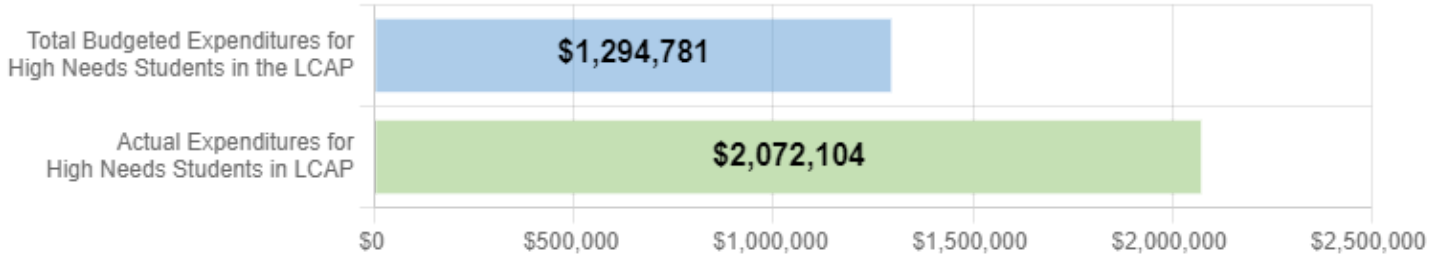 Total Budgeted Expenditures for
High Needs Students in the LCAP
$1,294,781
Actual Expenditures for
High Needs Students in LCAP
$2,072,104
$0 $500,000 $1,000,000 $1,500,000 $2,000,000 $2,500,000